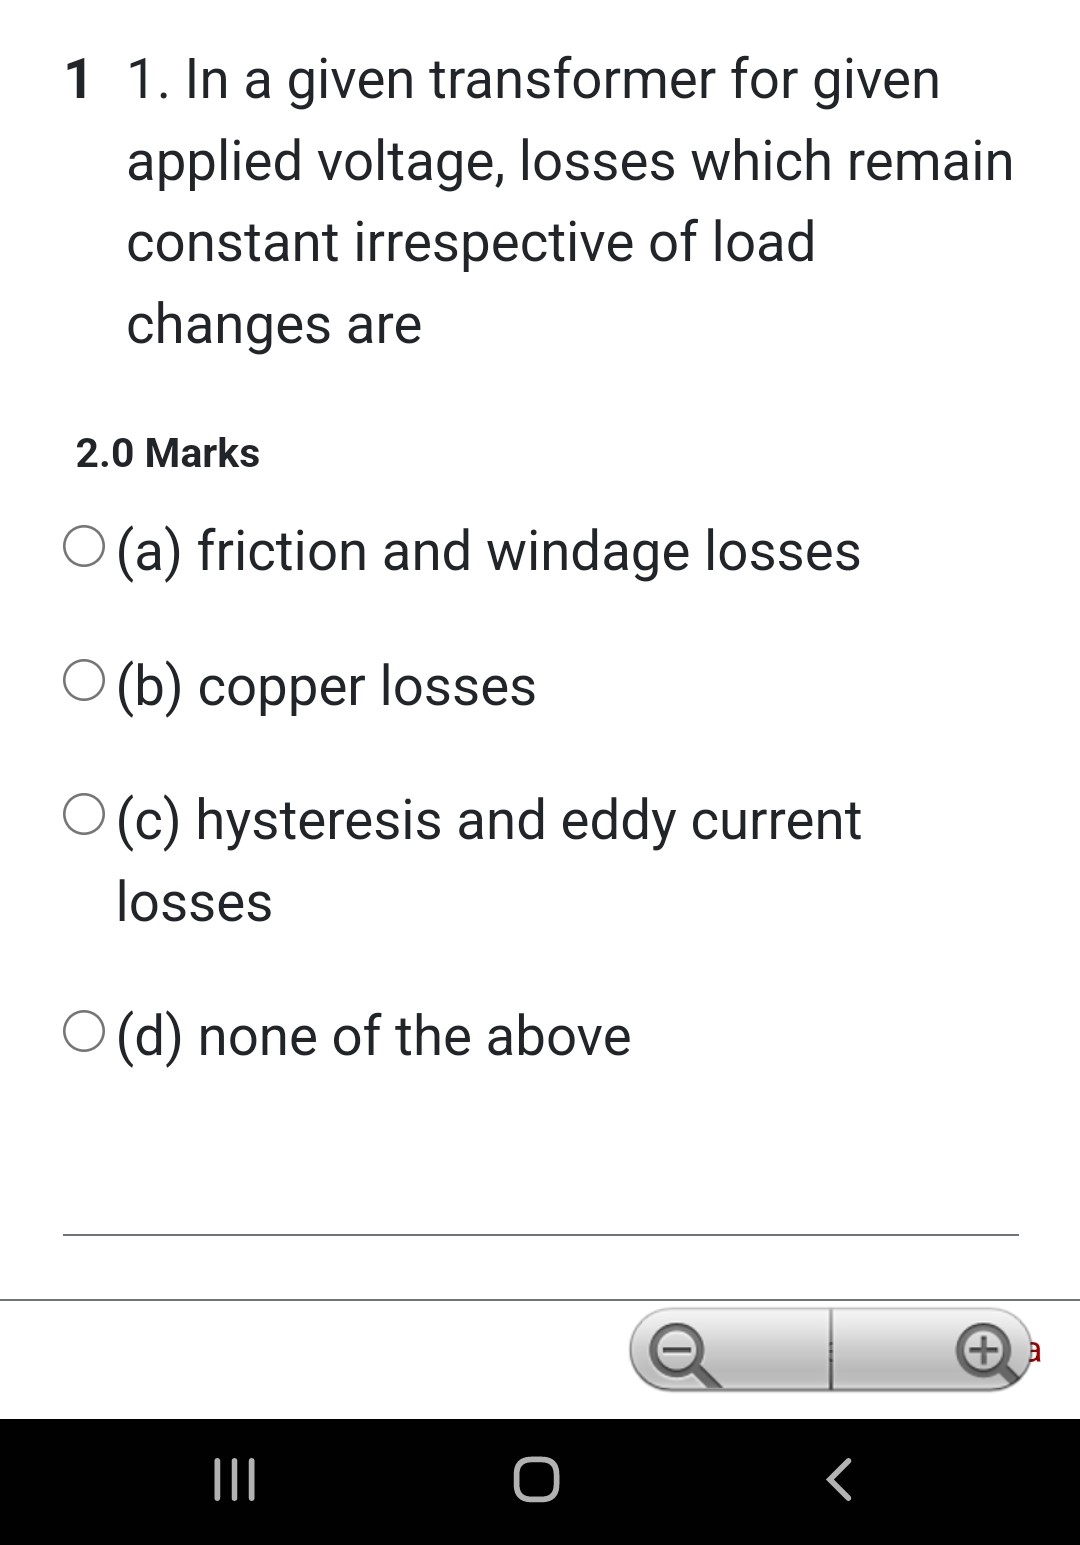 1 1. In a given transformer for given
applied voltage, losses which remain
constant irrespective of load
changes are
2.0 Marks
(a) friction and windage losses
(b) copper losses
(c) hysteresis and eddy current
losses
(d) none of the above
a